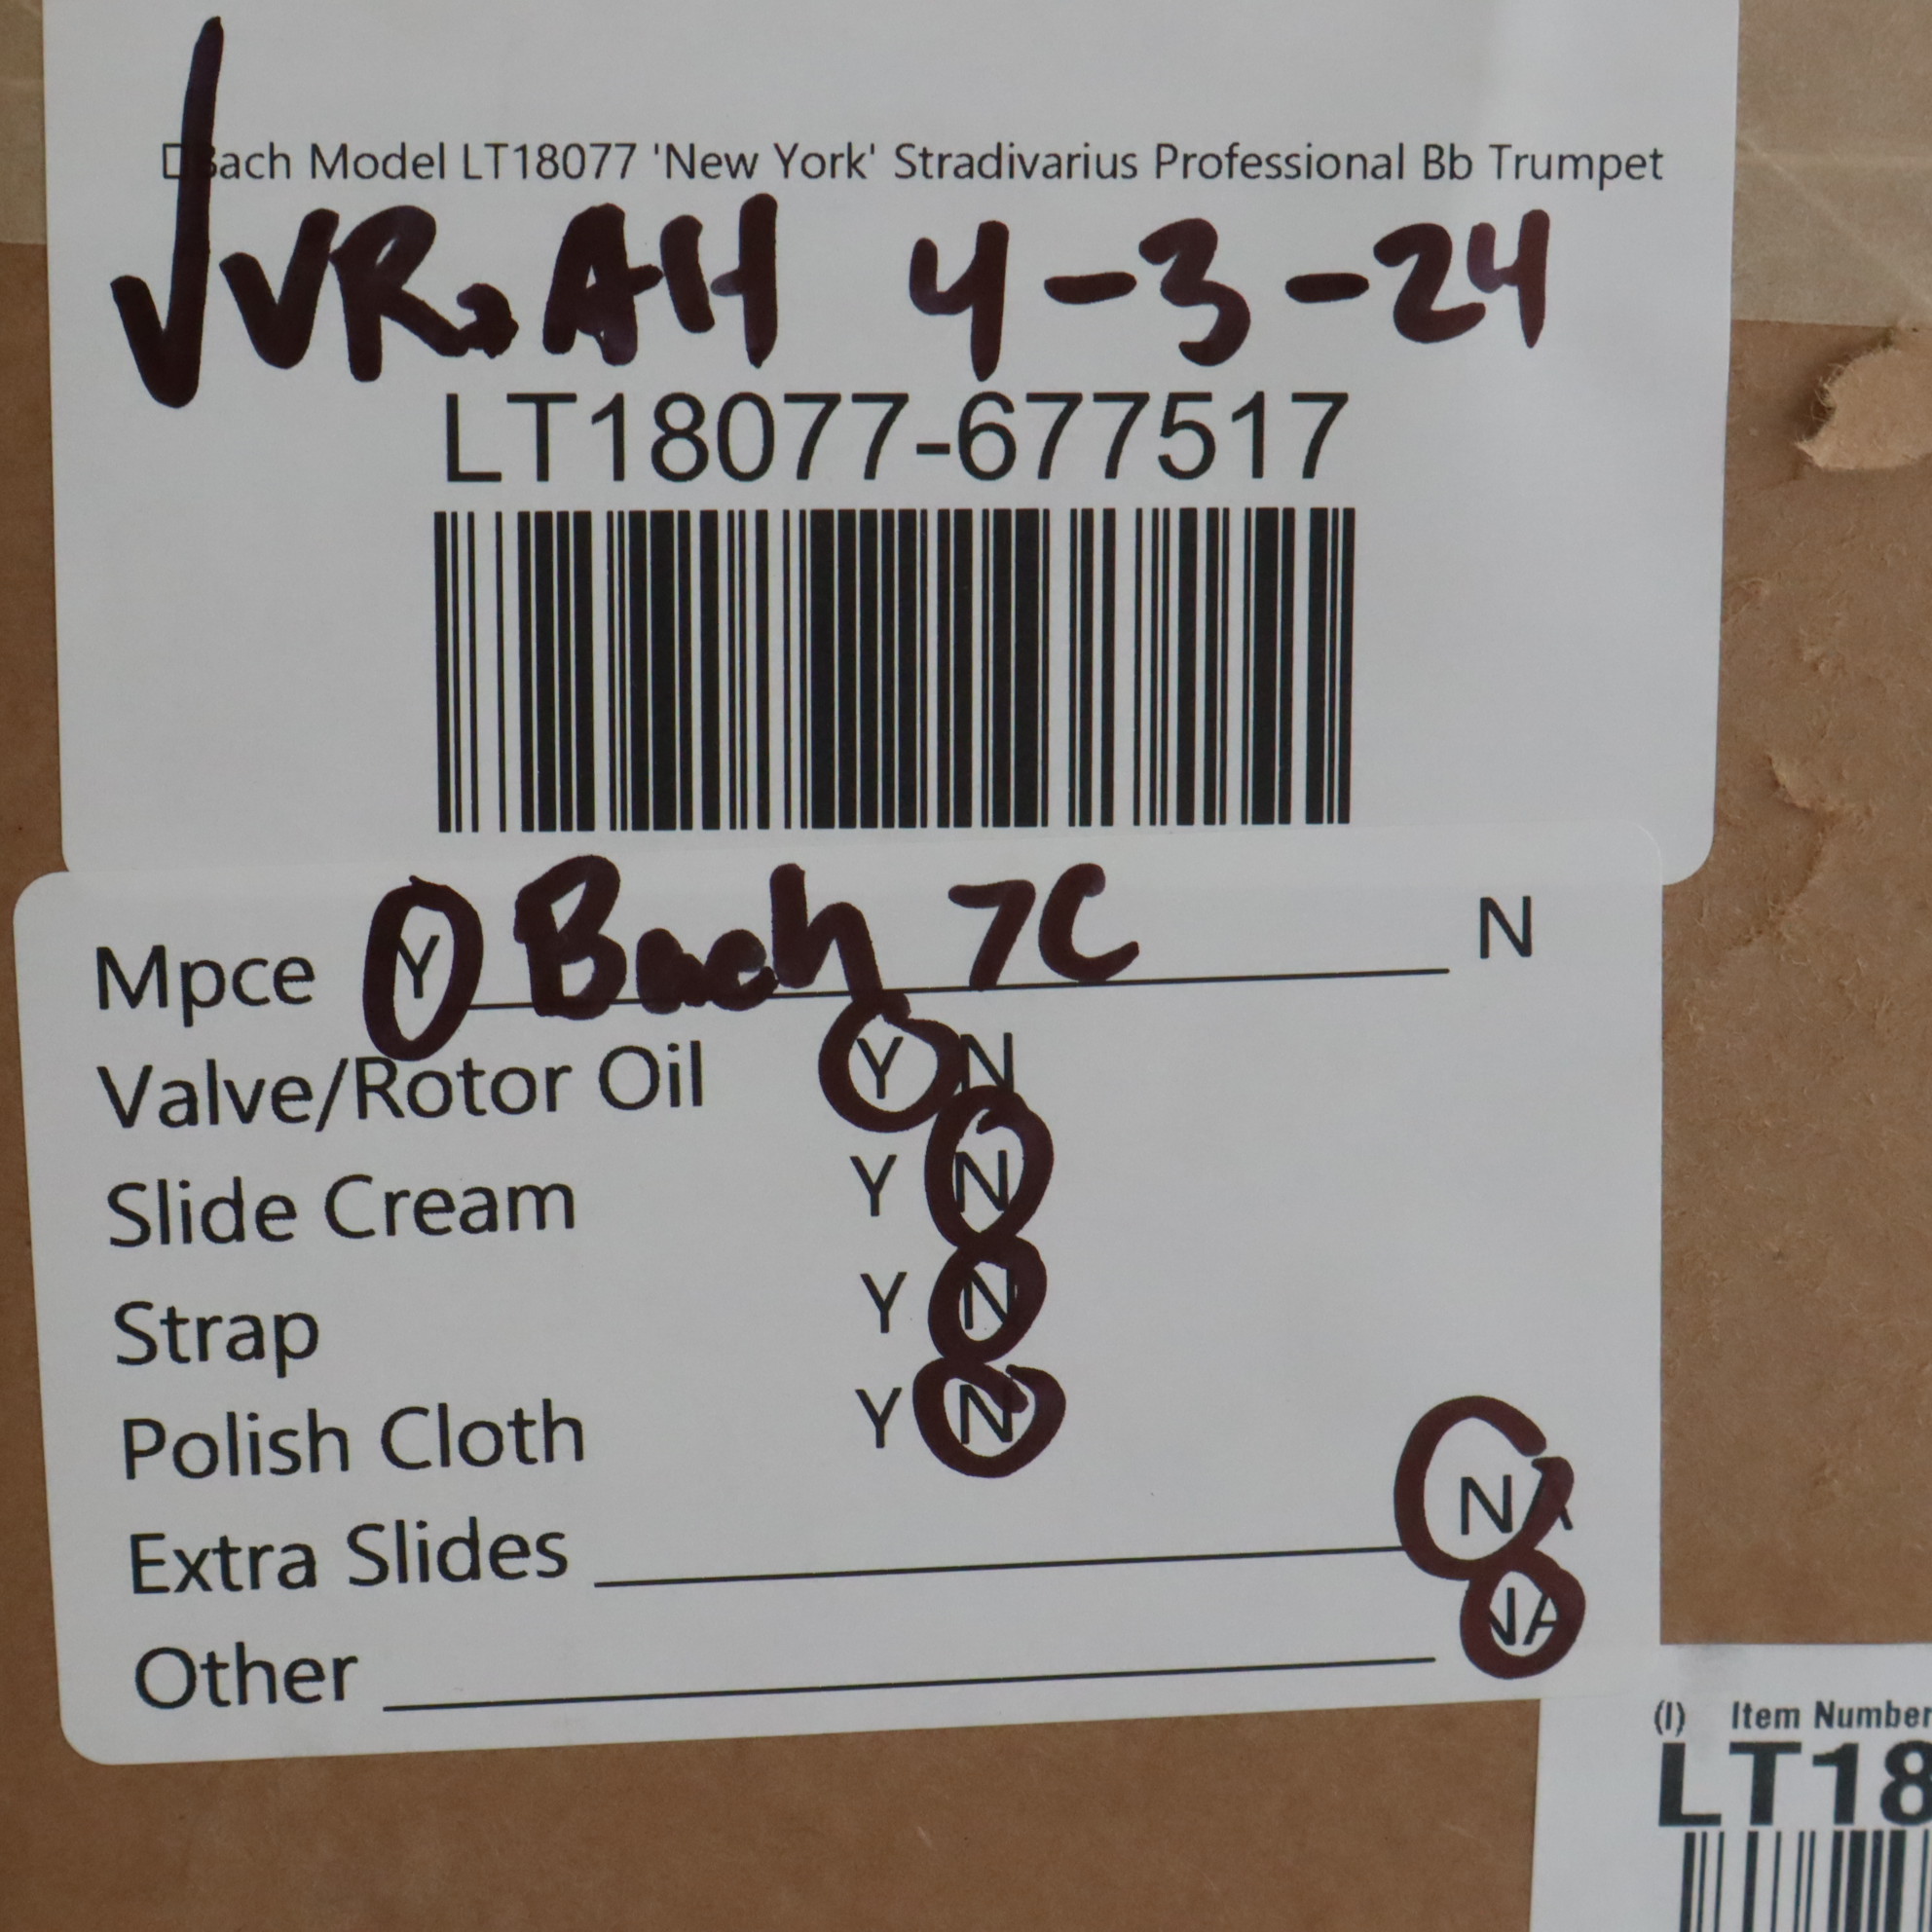 □Bach Model LT18077 'New York' Stradivarius Professional Bb Trumpet
✓ VR, AH 4-3-24
LT18077-677517
Mpce Y Bach 7C N
Valve/Rotor Oil Y N
Slide Cream Y N
Strap Y N
Polish Cloth Y N
Extra Slides NA
Other NA
(I) Item Number
LT18